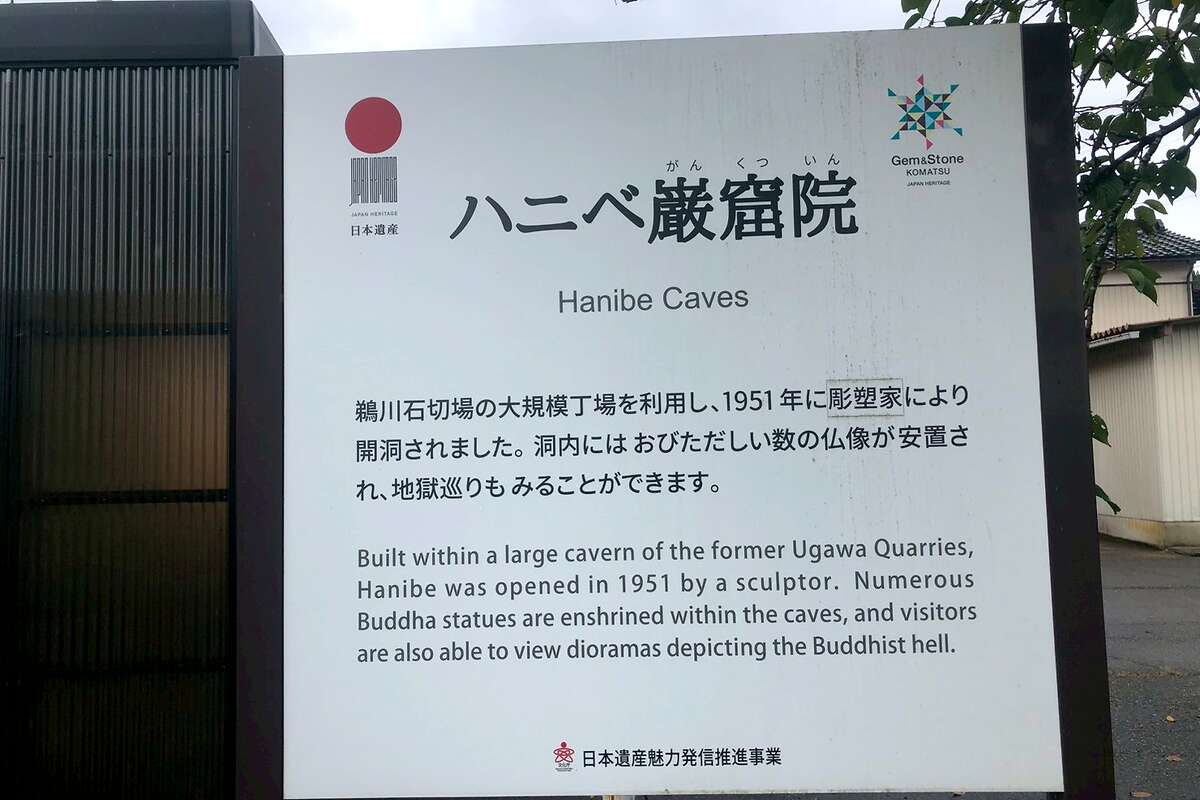 JAPAN HERITAGE
日本遺産
Gem&Stone
KOMATSU
JAPAN HERITAGE
がん くつ いん
ハニベ巌窟院
Hanibe Caves
鵜川石切場の大規模丁場を利用し、1951年に彫塑家により
開洞されました。洞内には おびただしい数の仏像が 安置さ
れ、地獄巡りも みることができます。
Built within a large cavern of the former Ugawa Quarries,
Hanibe was opened in 1951 by a sculptor. Numerous
Buddha statues are enshrined within the caves, and visitors
are also able to view dioramas depicting the Buddhist hell.
文化庁
日本遺産魅力発信推進事業